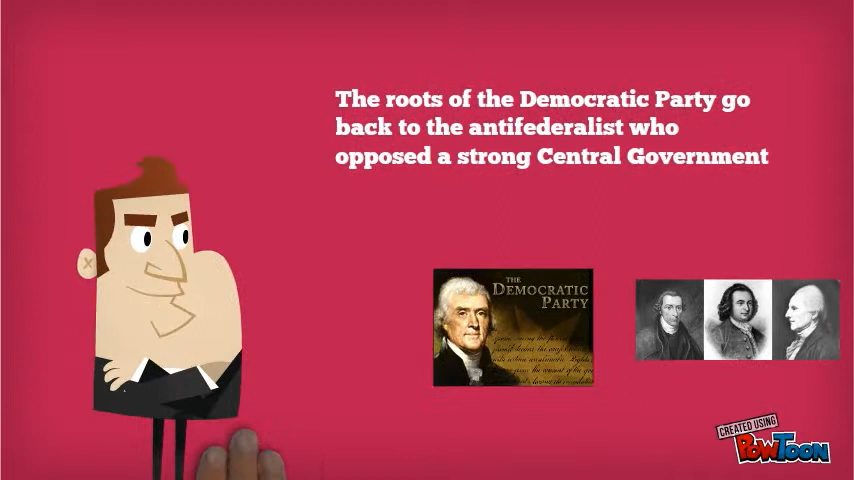 The roots of the Democratic Party go
back to the antifederalist who
opposed a strong Central Government
THE
DEMOCRATIC
PARTY
CREATED USING
POWTOON